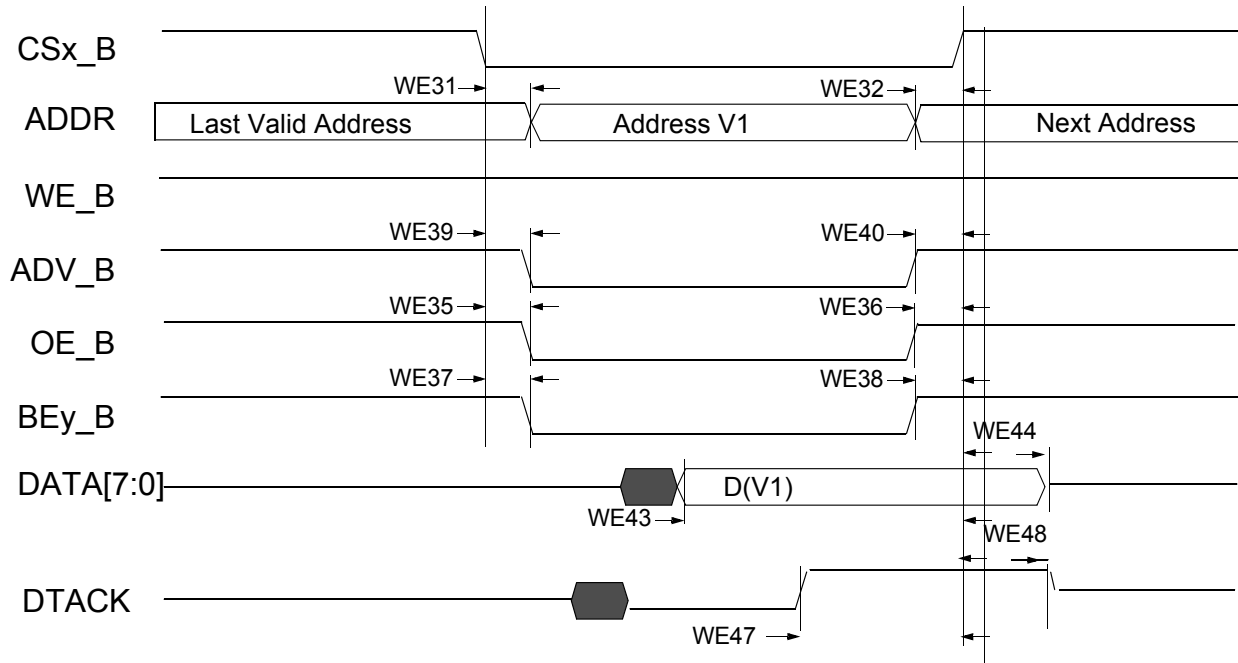 CSx_B
WE31
WE32
ADDR
Last Valid Address
Address V1
Next Address
WE_B
WE39
WE40
ADV_B
WE35
WE36
OE_B
WE37
WE38
BEy_B
WE44
DATA[7:0]
D(V1)
WE43
WE48
DTACK
WE47